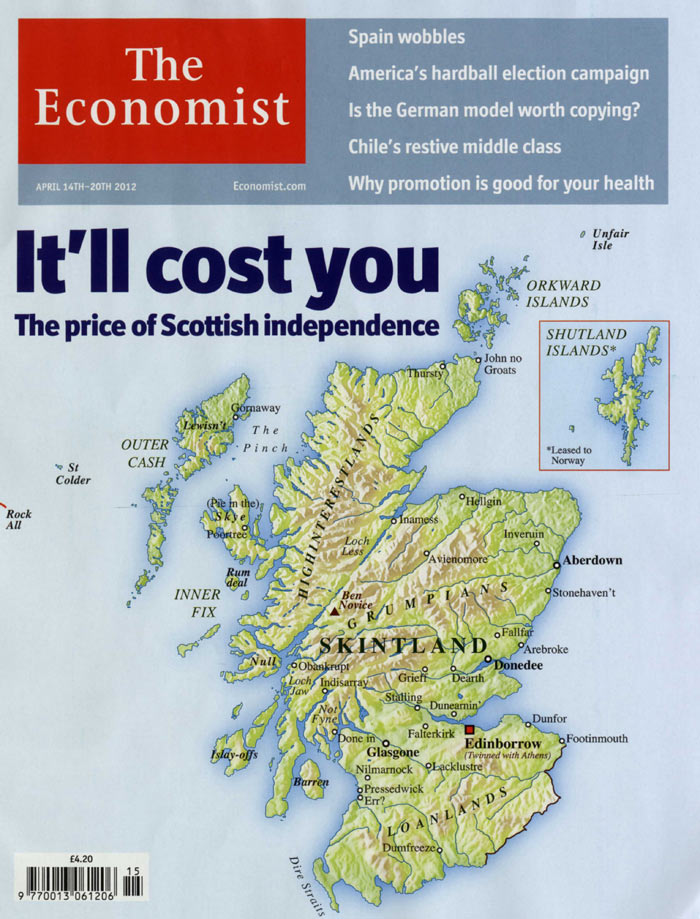 The
Economist
APRIL 14TH–20TH 2012
Economist.com
Spain wobbles
America's hardball election campaign
Is the German model worth copying?
Chile's restive middle class
Why promotion is good for your health
It'll cost you
The price of Scottish independence
Unfair
Isle
ORKWARD
ISLANDS
SHUTLAND
ISLANDS*
*Leased to
Norway
John no
Groats
Thursty
Gornaway
Lewisn't
The
Pinch
OUTER
CASH
St
Colder
Rock
All
(Pie in the)
Skye
Poortree
HIGHINTERESTLANDS
Hellgin
Inamess
Loch
Less
Inveruin
Avienomore
Aberdown
Rum
deal
INNER
FIX
Ben
Novice
GRUMPIANS
Stonehaven't
SKINTLAND
Fallfar
Arebroke
Donedee
Null
Obankrupt
Loch
Jaw
Indisarray
Grieff
Dearth
Stalling
Dunearnin'
Not
Fyne
Dunfor
Falterkirk
Edinborrow
(Twinned with Athens)
Footinmouth
Done in
Glasgone
Islay-offs
Nilmarnock
Lacklustre
Barren
Pressedwick
Err?
LOANLANDS
Dumfreeze
Dire Straits
£4.20
15
9 770013 061206